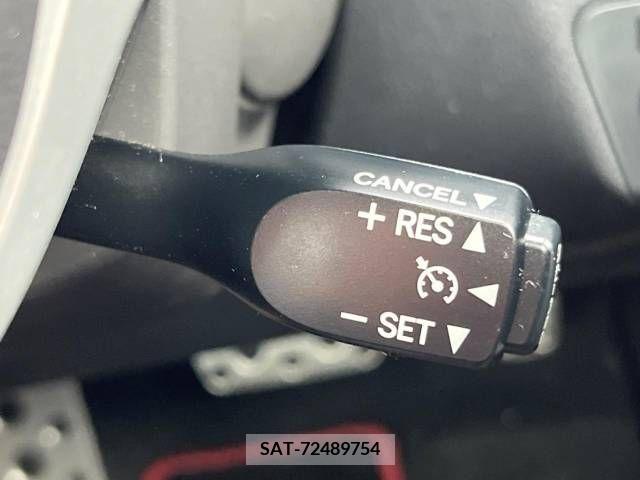 CANCEL ▼
+ RES ▲
◀
− SET ▼
SAT-72489754